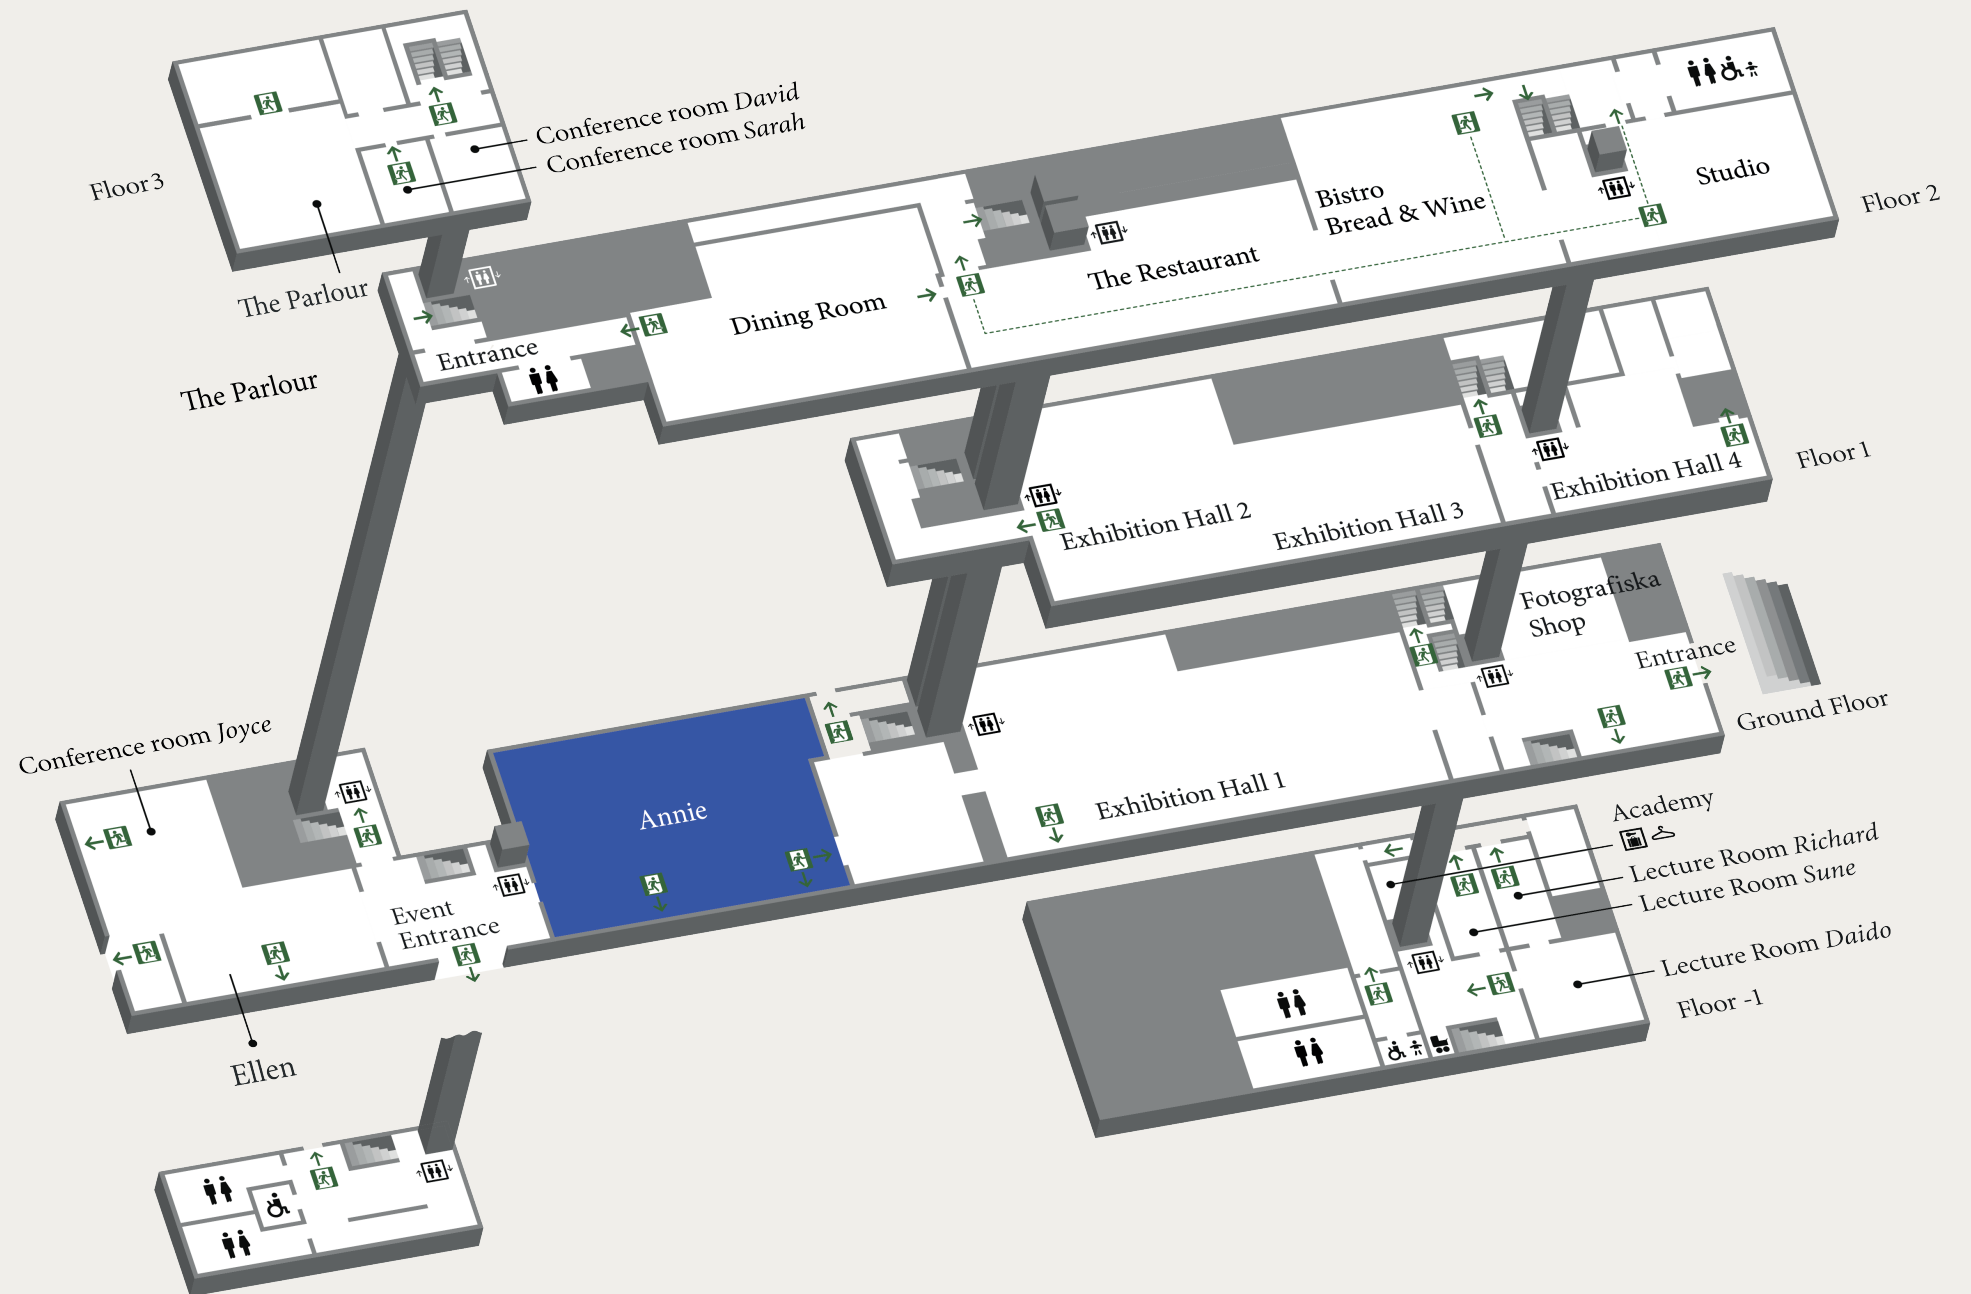 Conference room David
Conference room Sarah
Floor 3
The Parlour
Floor 2
Studio
Bistro
Bread & Wine
The Restaurant
Dining Room
Entrance
The Parlour
Floor 1
Exhibition Hall 4
Exhibition Hall 3
Exhibition Hall 2
Fotografiska
Shop
Entrance
Ground Floor
Exhibition Hall 1
Annie
Conference room Joyce
Event
Entrance
Ellen
Academy
Lecture Room Richard
Lecture Room Sune
Lecture Room Daido
Floor -1